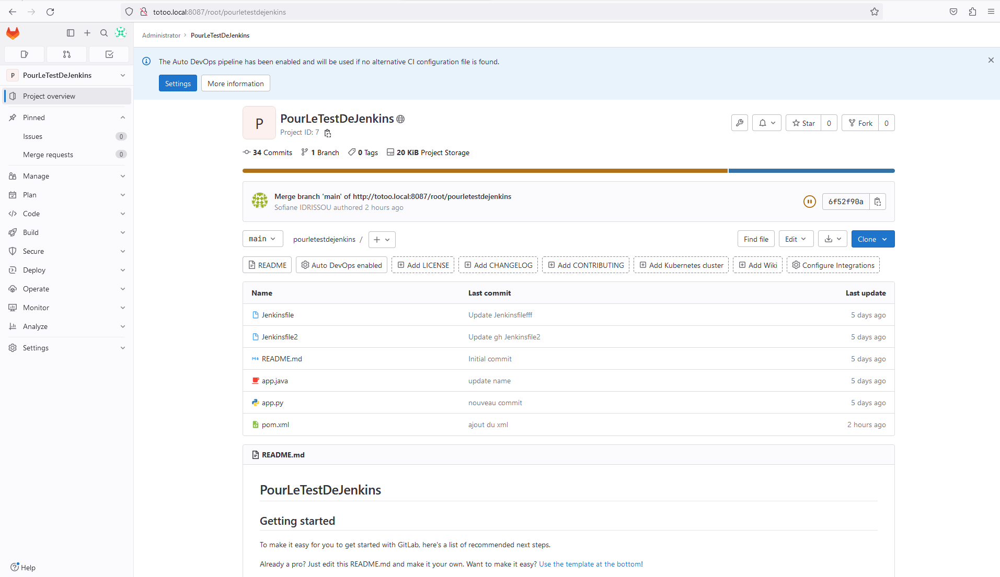 totoo.local:8087/root/pourletestdejenkins
Administrator > PourLeTestDeJenkins
P PourLeTestDeJenkins
Project overview
Pinned
Issues 0
Merge requests 0
Manage
Plan
Code
Build
Secure
Deploy
Operate
Monitor
Analyze
Settings
Help
The Auto DevOps pipeline has been enabled and will be used if no alternative CI configuration file is found.
Settings More information
P
PourLeTestDeJenkins
Project ID: 7
Star 0 Fork 0
34 Commits 1 Branch 0 Tags 20 KiB Project Storage
Merge branch 'main' of http://totoo.local:8087/root/pourletestdejenkins
Sofiane IDRISSOU authored 2 hours ago
6f52f90a
main pourletestdejenkins / Find file Edit Clone
README Auto DevOps enabled Add LICENSE Add CHANGELOG Add CONTRIBUTING Add Kubernetes cluster Add Wiki Configure Integrations
Name Last commit Last update
Jenkinsfile Update Jenkinsfilefff 5 days ago
Jenkinsfile2 Update gh Jenkinsfile2 5 days ago
README.md Initial commit 5 days ago
app.java update name 5 days ago
app.py nouveau commit 5 days ago
pom.xml ajout du xml 2 hours ago
README.md
PourLeTestDeJenkins
Getting started
To make it easy for you to get started with GitLab, here's a list of recommended next steps.
Already a pro? Just edit this README.md and make it your own. Want to make it easy? Use the template at the bottom!